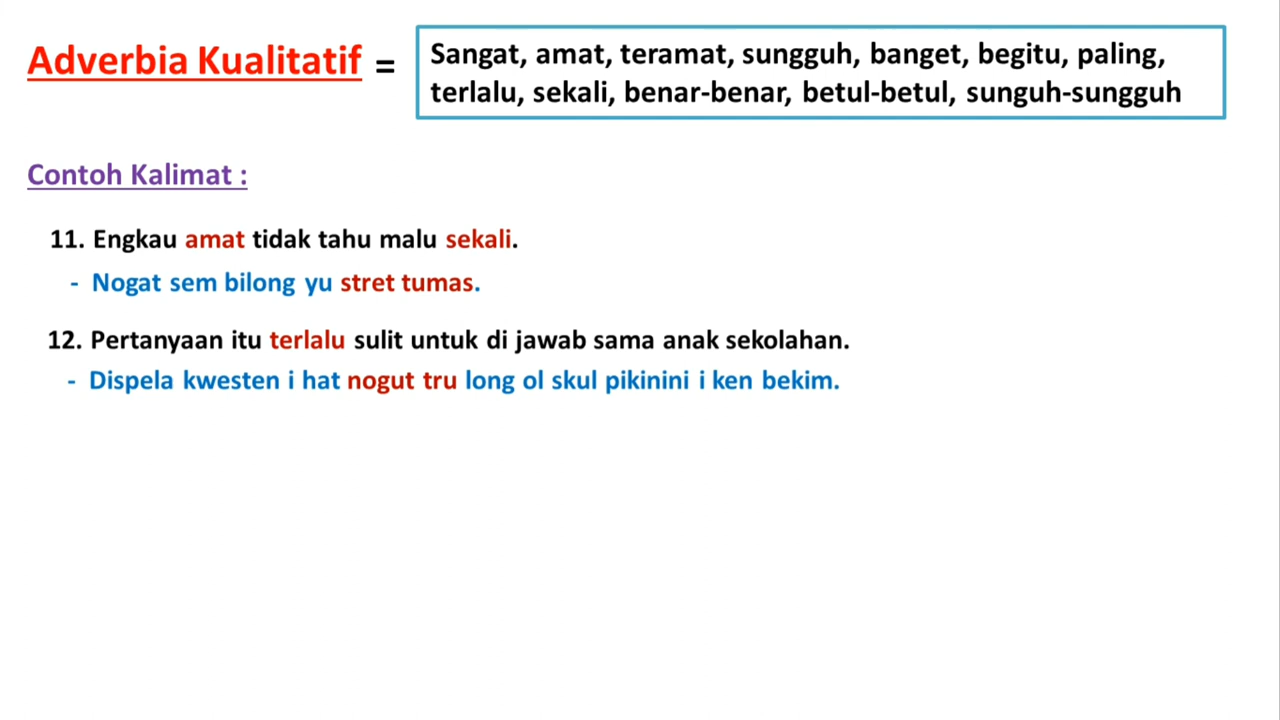 Adverbia Kualitatif =
Sangat, amat, teramat, sungguh, banget, begitu, paling,
terlalu, sekali, benar-benar, betul-betul, sunguh-sungguh
Contoh Kalimat :
11. Engkau amat tidak tahu malu sekali.
- Nogat sem bilong yu stret tumas.
12. Pertanyaan itu terlalu sulit untuk di jawab sama anak sekolahan.
- Dispela kwesten i hat nogut tru long ol skul pikinini i ken bekim.